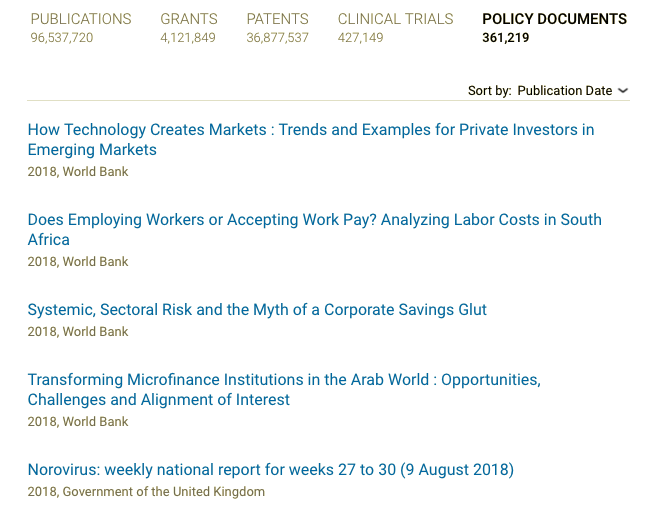 PUBLICATIONS GRANTS PATENTS CLINICAL TRIALS POLICY DOCUMENTS
96,537,720 4,121,849 36,877,537 427,149 361,219
Sort by: Publication Date
How Technology Creates Markets : Trends and Examples for Private Investors in
Emerging Markets
2018, World Bank
Does Employing Workers or Accepting Work Pay? Analyzing Labor Costs in South
Africa
2018, World Bank
Systemic, Sectoral Risk and the Myth of a Corporate Savings Glut
2018, World Bank
Transforming Microfinance Institutions in the Arab World : Opportunities,
Challenges and Alignment of Interest
2018, World Bank
Norovirus: weekly national report for weeks 27 to 30 (9 August 2018)
2018, Government of the United Kingdom